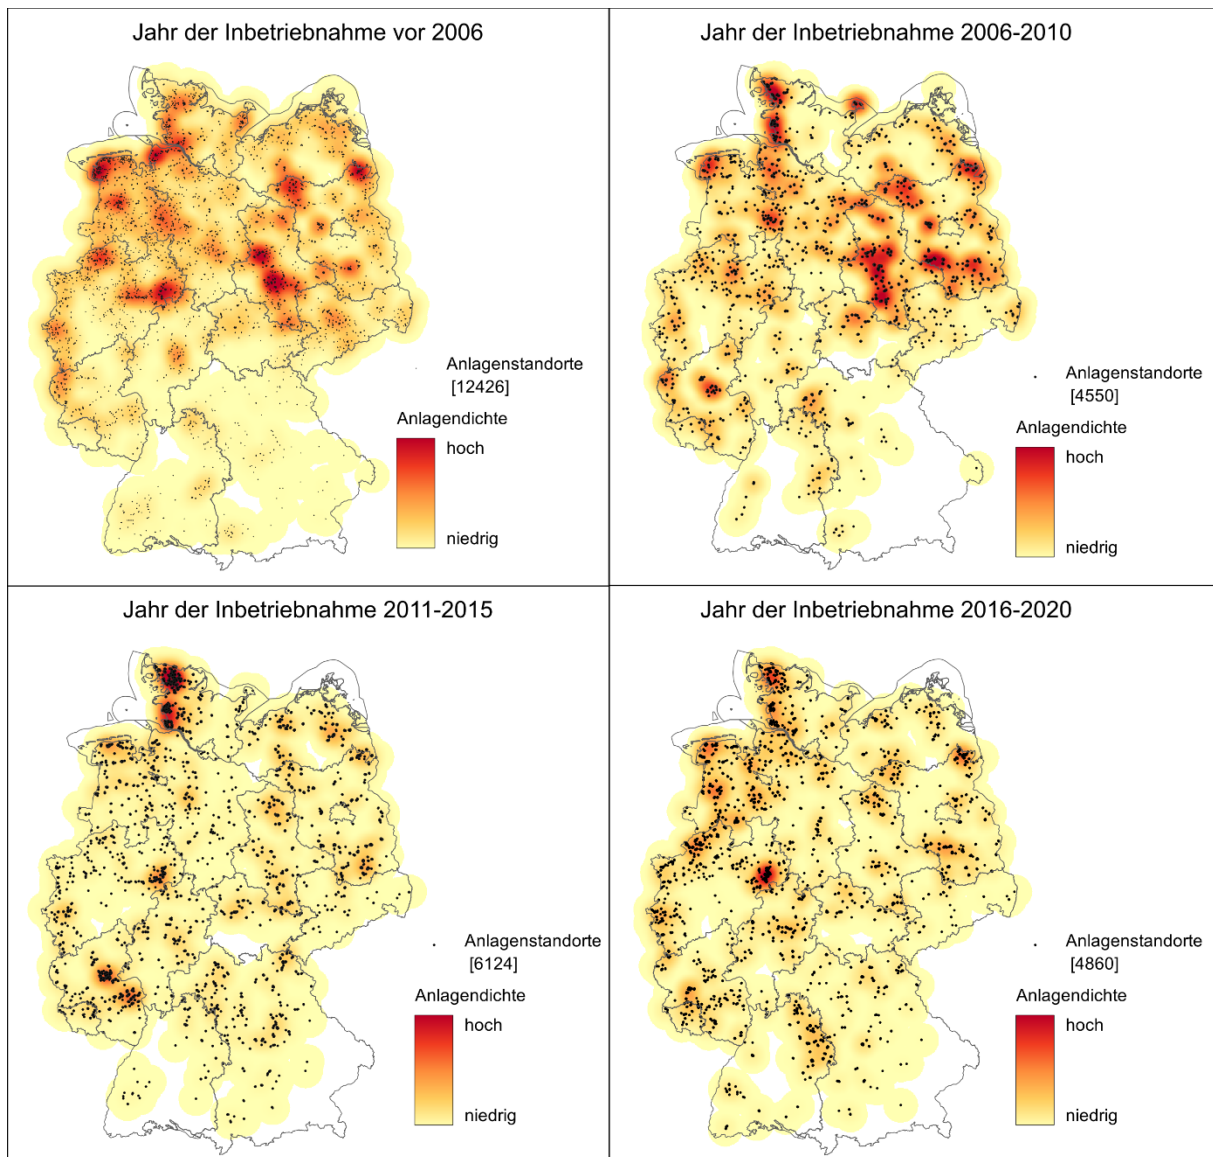 Jahr der Inbetriebnahme vor 2006
Anlagenstandorte
[12426]
Anlagendichte
hoch
niedrig
Jahr der Inbetriebnahme 2006-2010
Anlagenstandorte
[4550]
Anlagendichte
hoch
niedrig
Jahr der Inbetriebnahme 2011-2015
Anlagenstandorte
[6124]
Anlagendichte
hoch
niedrig
Jahr der Inbetriebnahme 2016-2020
Anlagenstandorte
[4860]
Anlagendichte
hoch
niedrig